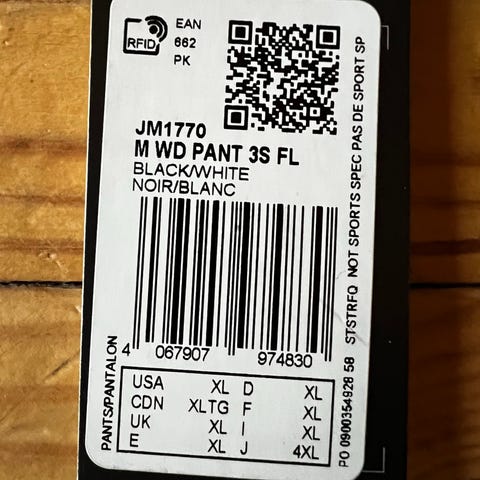 RFID
EAN
662
PK
JM1770
M WD PANT 3S FL
BLACK/WHITE
NOIR/BLANC
4 067907 974830
USA XL D XL
CDN XLTG F XL
UK XL I XL
E XL J 4XL
PANTS/PANTALON
PO 0900354928 58 STSTRFQ NOT SPORTS SPEC PAS DE SPORT SP